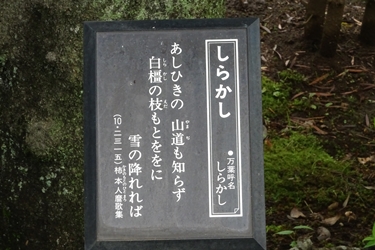 しらかし
●万葉呼名
しらかし
あしひきの 山道も知らず
白橿の枝もとををに
雪の降れれば
(10・二三一五)柿本人麿歌集